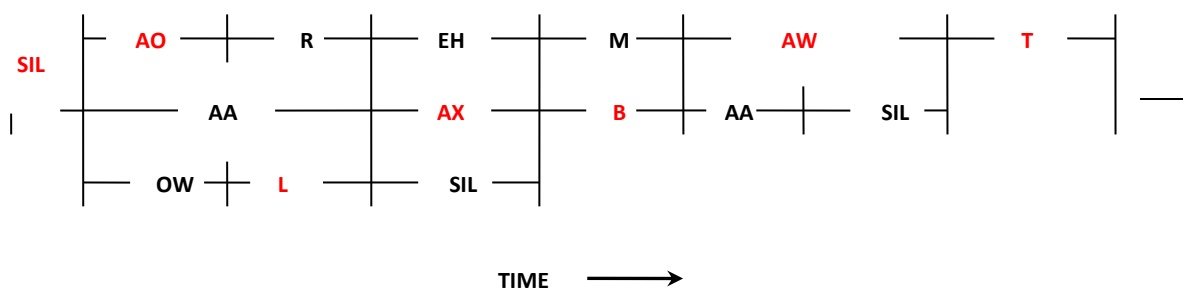 AO R EH M AW T
SIL
AA AX B AA SIL
OW L SIL
TIME